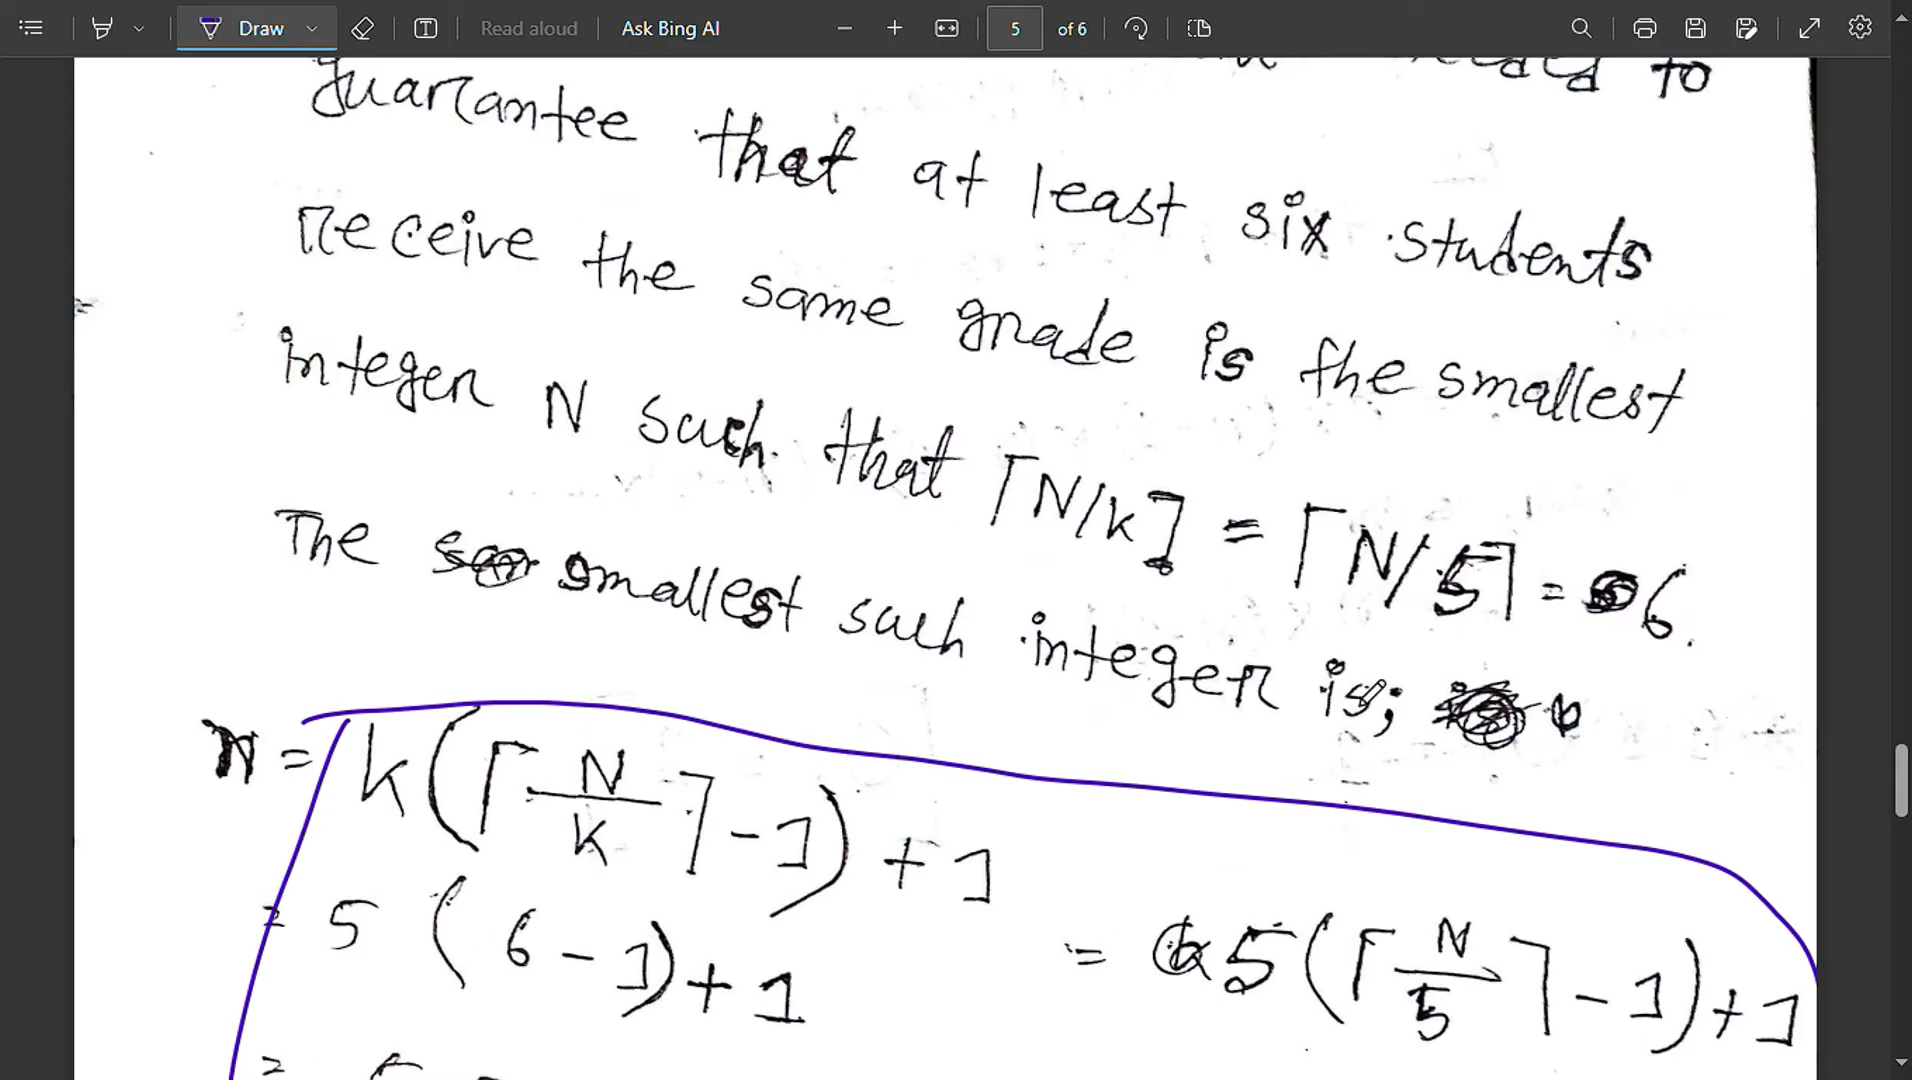 Draw
Read aloud
Ask Bing AI
5 of 6
to
guarantee that at least six students
receive the same grade is the smallest
integer N such that ⌈N/k⌉ = ⌈N/5⌉ = 6.
The smallest such integer is;
n = k(⌈N/k⌉ - 1) + 1
= 5 (6 - 1) + 1
= 5(⌈N/5⌉ - 1) + 1
=